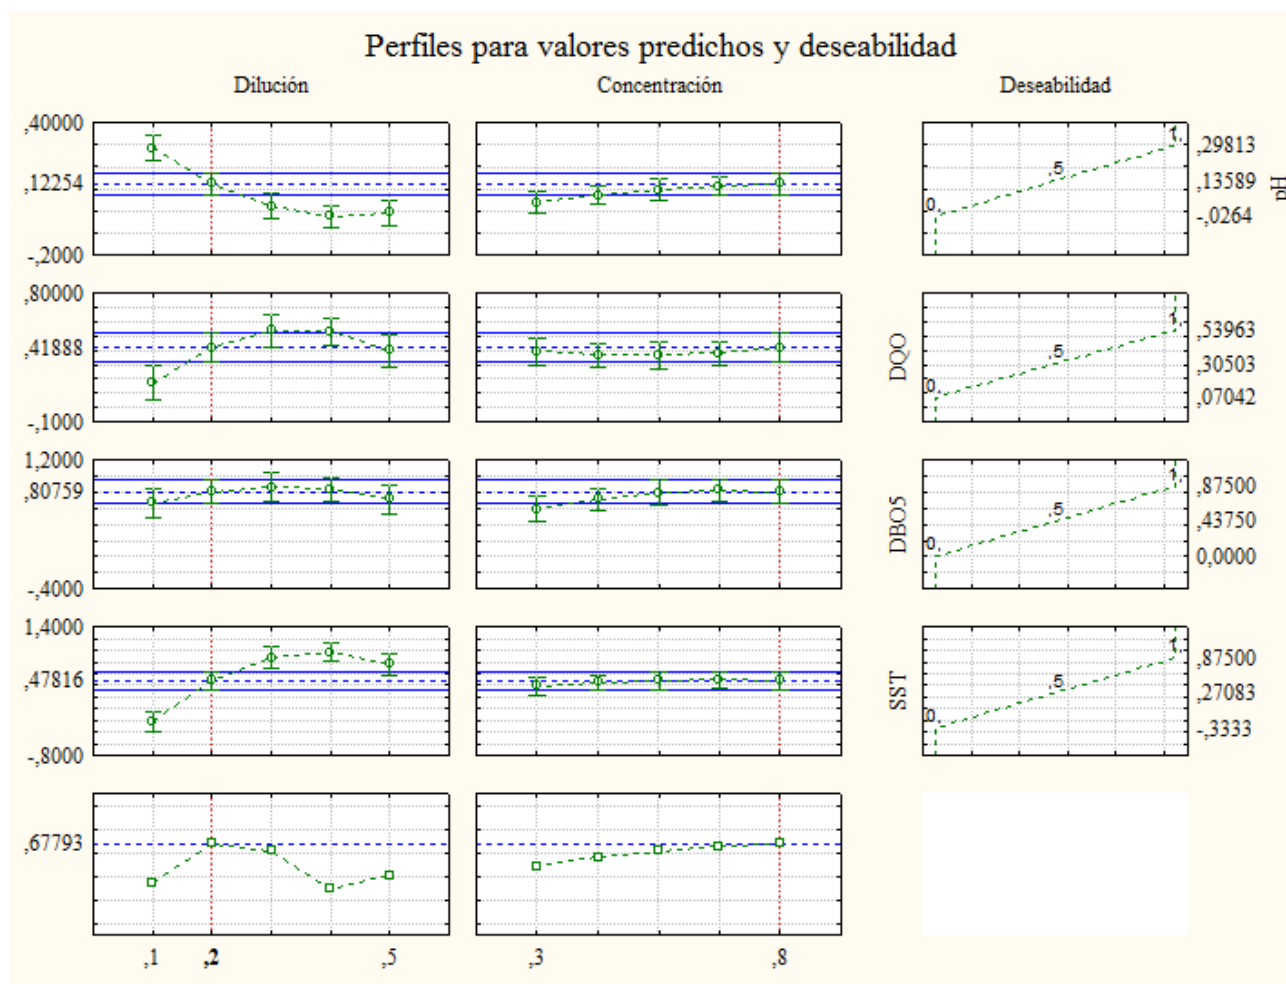 Perfiles para valores predichos y deseabilidad
Dilución Concentración Deseabilidad
,40000
,12254
-,2000
0, ,5 1,
,29813
,13589
-,0264
pH
,80000
,41888
-,1000
DQO
0, ,5 1,
,53963
,30503
,07042
1,2000
,80759
-,4000
DBO5
0, ,5 1,
,87500
,43750
0,0000
1,4000
,47816
-,8000
SST
0, ,5 1,
,87500
,27083
-,3333
,67793
,1 ,2 ,5 ,3 ,8